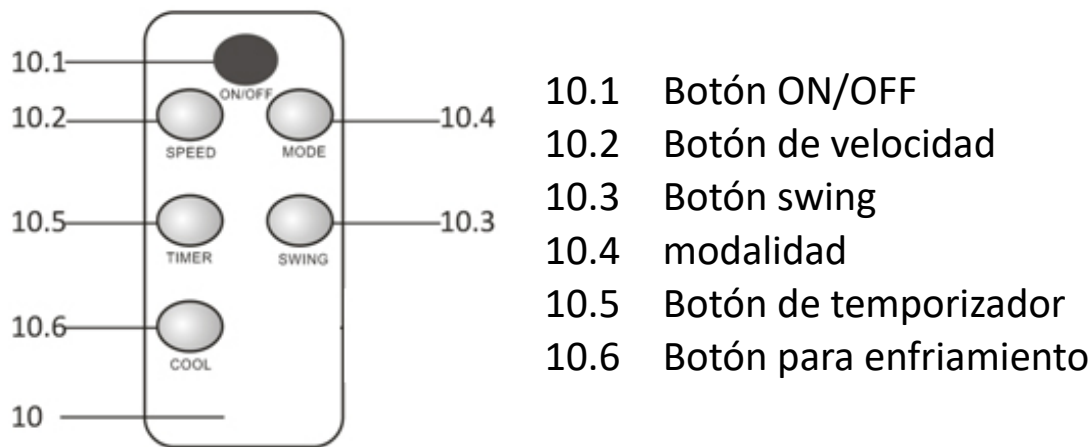 10.1
ON/OFF
10.2
10.4
SPEED
MODE
10.5
10.3
TIMER
SWING
10.6
COOL
10
10.1 Botón ON/OFF
10.2 Botón de velocidad
10.3 Botón swing
10.4 modalidad
10.5 Botón de temporizador
10.6 Botón para enfriamiento